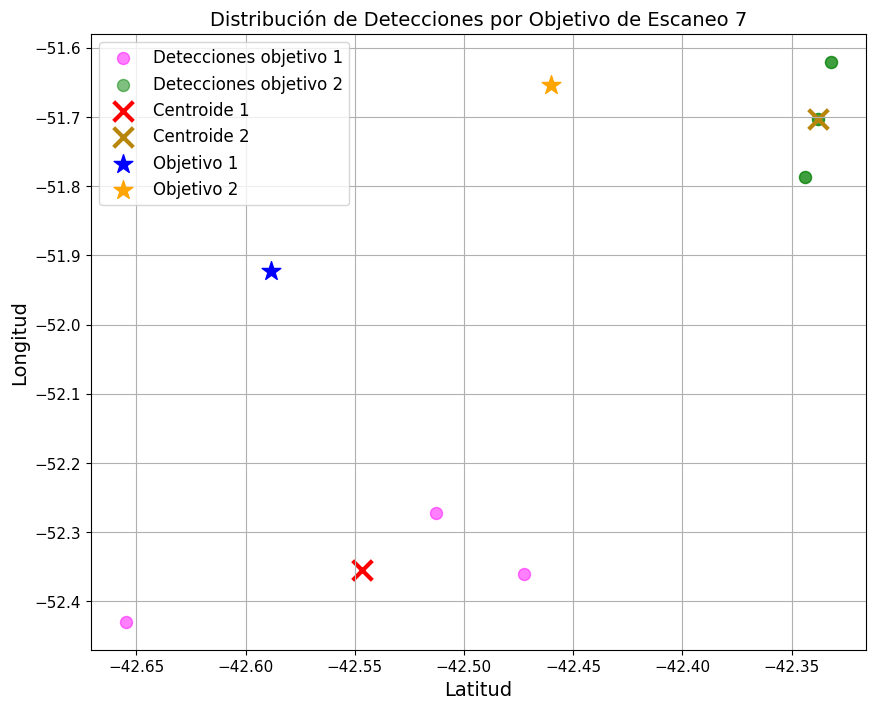 Distribución de Detecciones por Objetivo de Escaneo 7
Detecciones objetivo 1
Detecciones objetivo 2
Centroide 1
Centroide 2
Objetivo 1
Objetivo 2
Longitud
−51.6
−51.7
−51.8
−51.9
−52.0
−52.1
−52.2
−52.3
−52.4
−42.65
−42.60
−42.55
−42.50
−42.45
−42.40
−42.35
Latitud